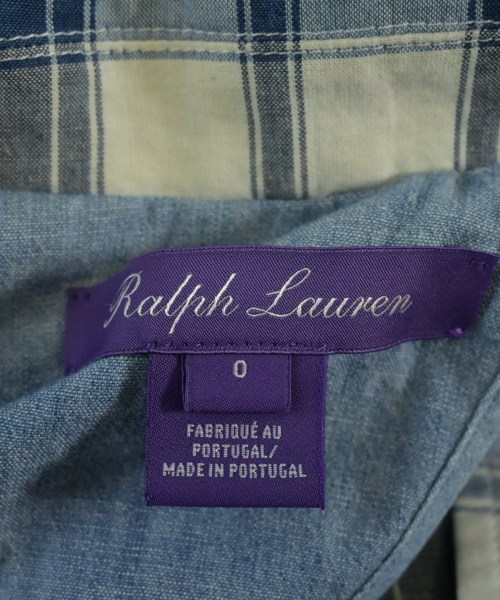 Ralph Lauren
0
FABRIQUÉ AU
PORTUGAL/
MADE IN PORTUGAL